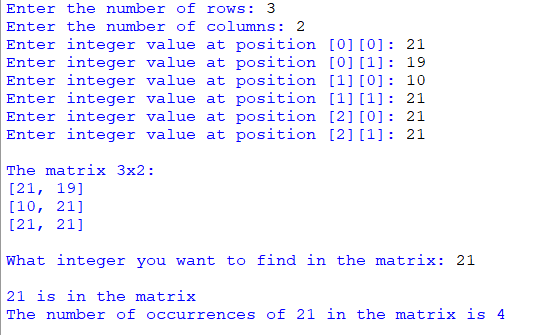 Enter the number of rows: 3
Enter the number of columns: 2
Enter integer value at position [0][0]: 21
Enter integer value at position [0][1]: 19
Enter integer value at position [1][0]: 10
Enter integer value at position [1][1]: 21
Enter integer value at position [2][0]: 21
Enter integer value at position [2][1]: 21
The matrix 3x2:
[21, 19]
[10, 21]
[21, 21]
What integer you want to find in the matrix: 21
21 is in the matrix
The number of occurrences of 21 in the matrix is 4